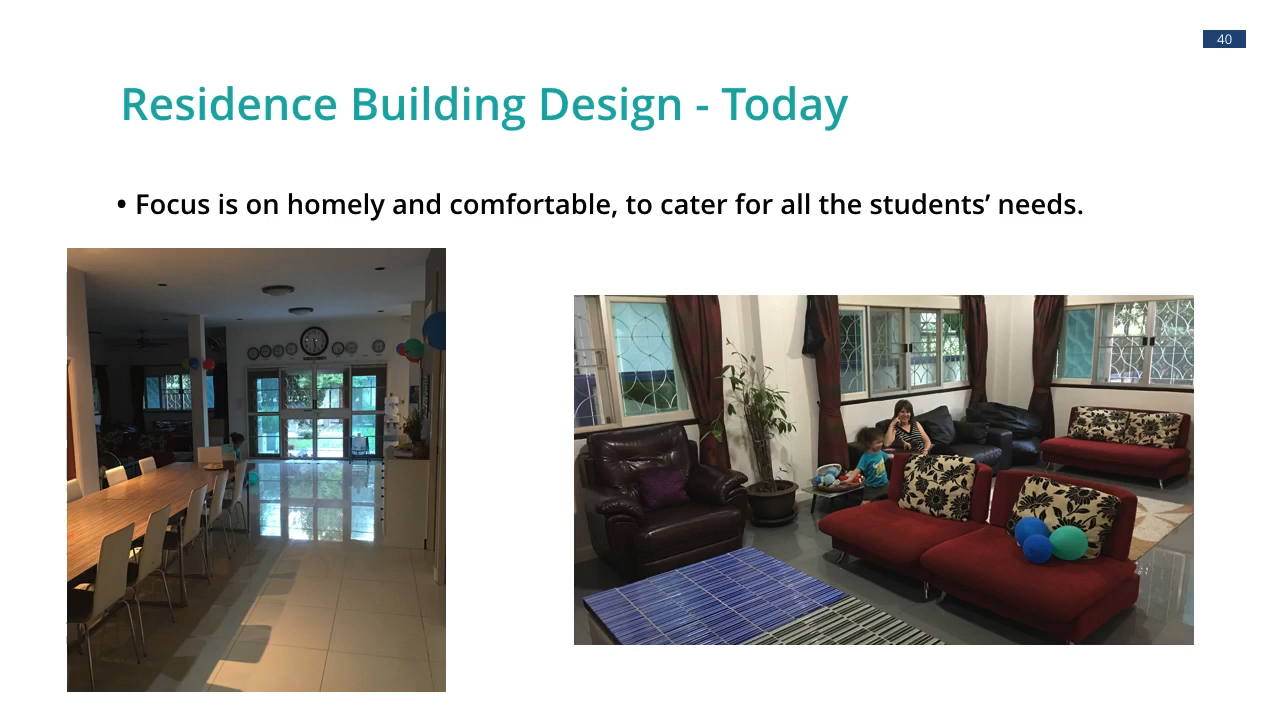 40
Residence Building Design - Today
• Focus is on homely and comfortable, to cater for all the students’ needs.